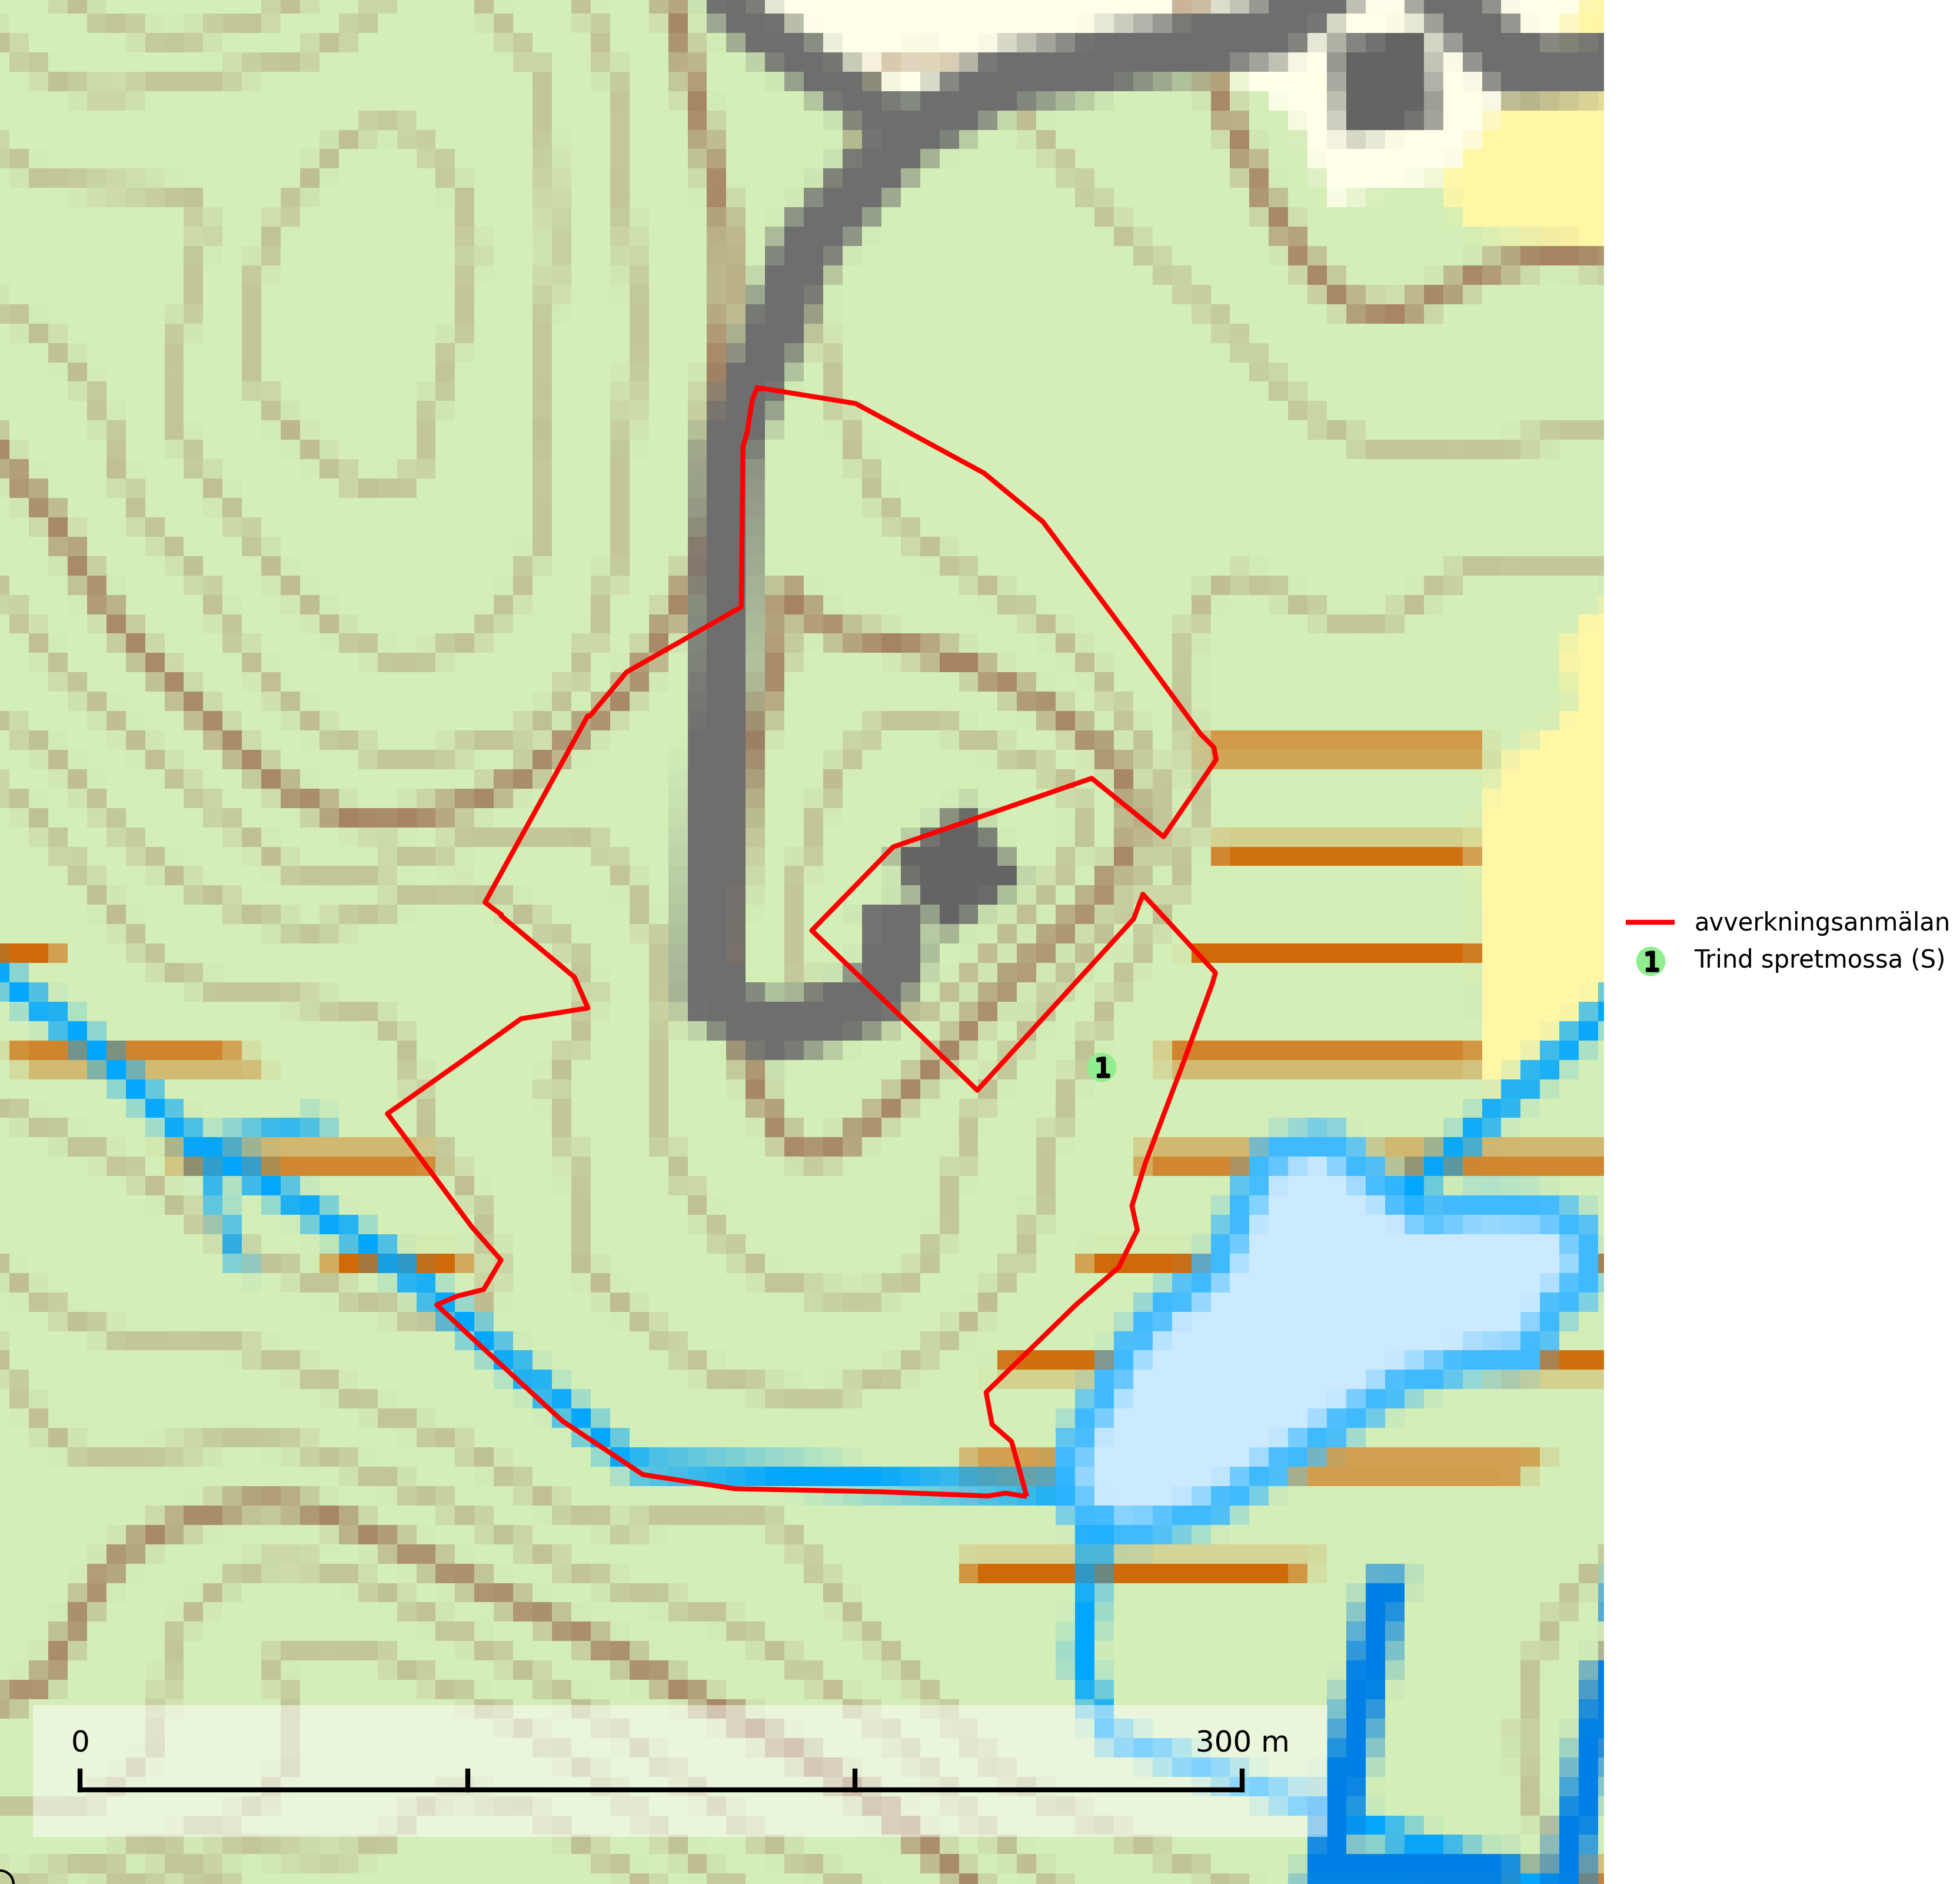 avverkningsanmälan
1 Trind spretmossa (S)
1
0 300 m